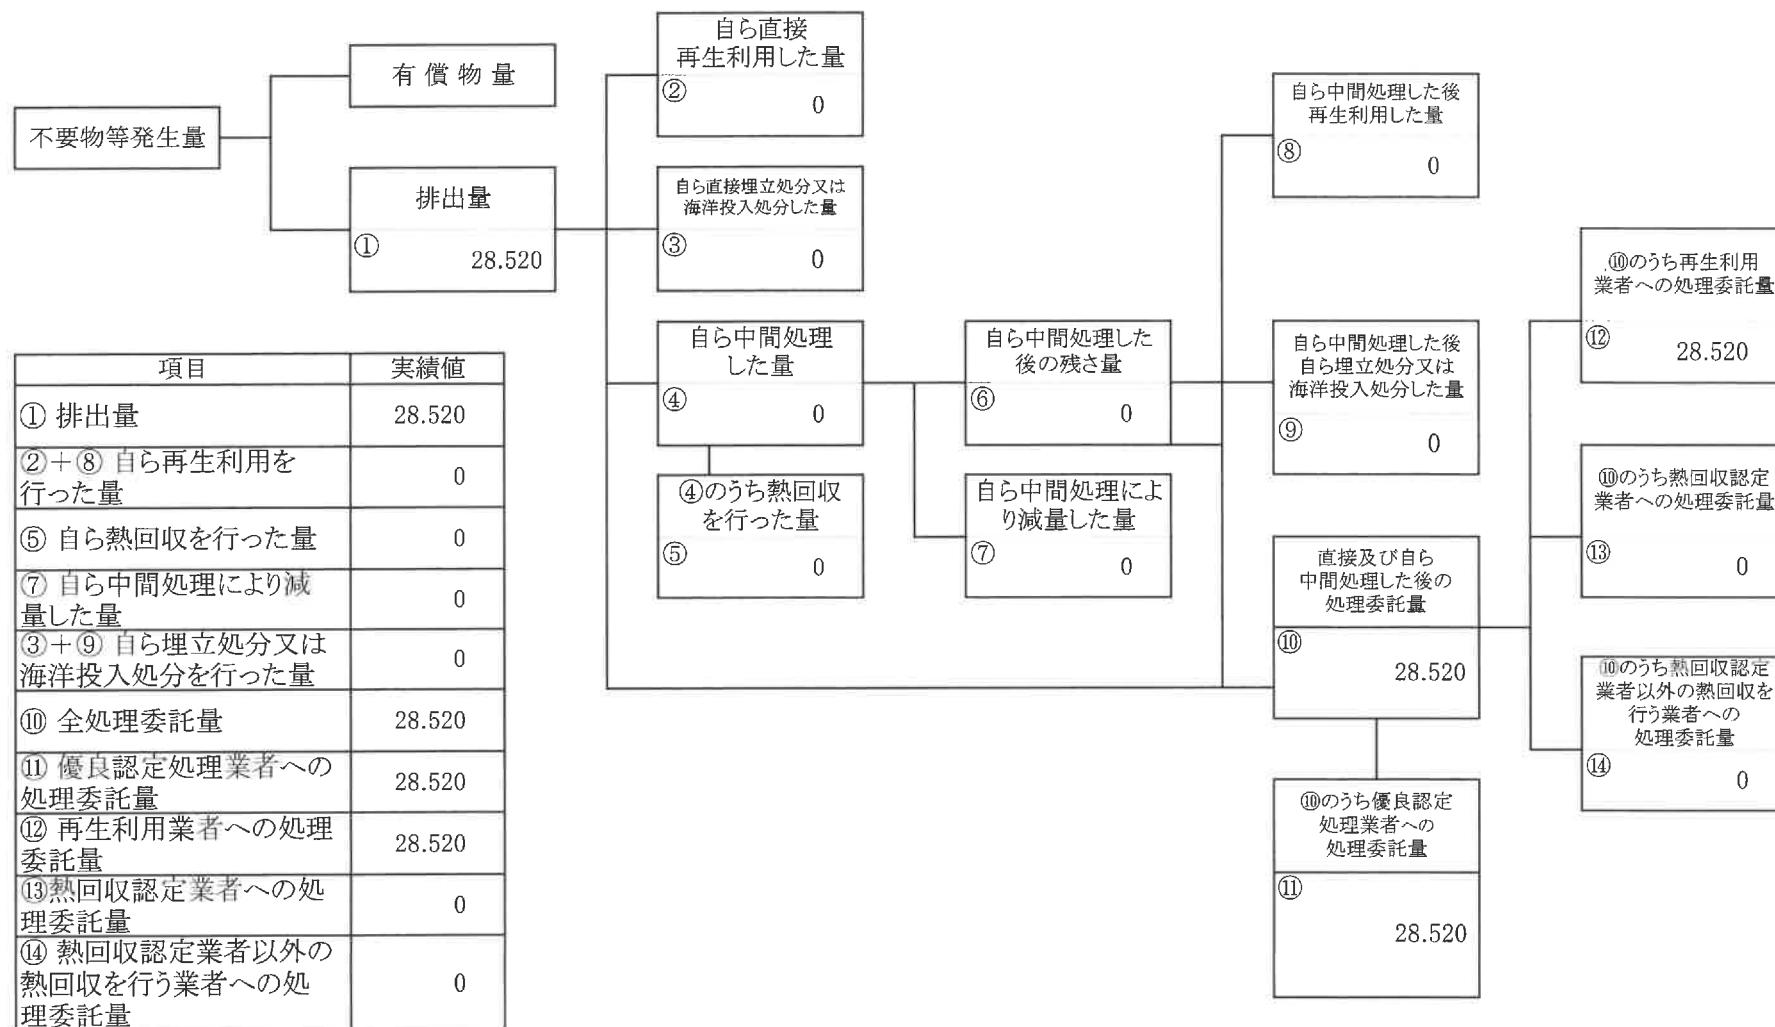 不要物等発生量
有償物量
排出量
①
28.520
自ら直接
再生利用した量
②
0
自ら直接埋立処分又は
海洋投入処分した量
③
0
自ら中間処理
した量
④
0
④のうち熱回収
を行った量
⑤
0
自ら中間処理した
後の残さ量
⑥
0
自ら中間処理によ
り減量した量
⑦
0
自ら中間処理した後
再生利用した量
⑧
0
自ら中間処理した後
自ら埋立処分又は
海洋投入処分した量
⑨
0
直接及び自ら
中間処理した後の
処理委託量
⑩
28.520
⑩のうち優良認定
処理業者への
処理委託量
⑪
28.520
⑩のうち再生利用
業者への処理委託量
⑫
28.520
⑩のうち熱回収認定
業者への処理委託量
⑬
0
⑩のうち熱回収認定
業者以外の熱回収を
行う業者への
処理委託量
⑭
0
項目 実績値
① 排出量 28.520
②＋⑧ 自ら再生利用を
行った量 0
⑤ 自ら熱回収を行った量 0
⑦ 自ら中間処理により減
量した量 0
③＋⑨ 自ら埋立処分又は
海洋投入処分を行った量 0
⑩ 全処理委託量 28.520
⑪ 優良認定処理業者への
処理委託量 28.520
⑫ 再生利用業者への処理
委託量 28.520
⑬熱回収認定業者への処
理委託量 0
⑭ 熱回収認定業者以外の
熱回収を行う業者への処
理委託量 0